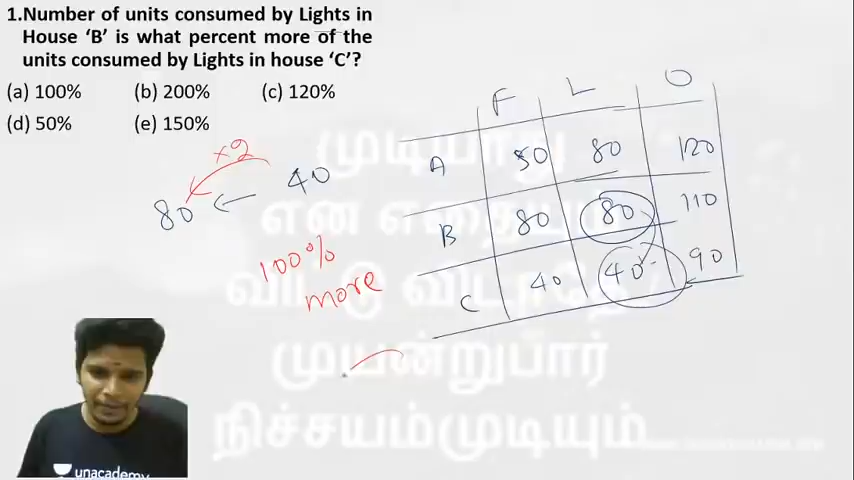 1.Number of units consumed by Lights in
House ‘B’ is what percent more of the
units consumed by Lights in house ‘C’?
(a) 100% (b) 200% (c) 120%
(d) 50% (e) 150%
F L O
A 50 80 120
B 80 80 110
C 40 40 90
×2
80 ← 40
100%
more
முடியாது
என எதையும்
விட்டு விடாதே
முயன்றுபார்
நிச்சயம்முடியும்
unacademy